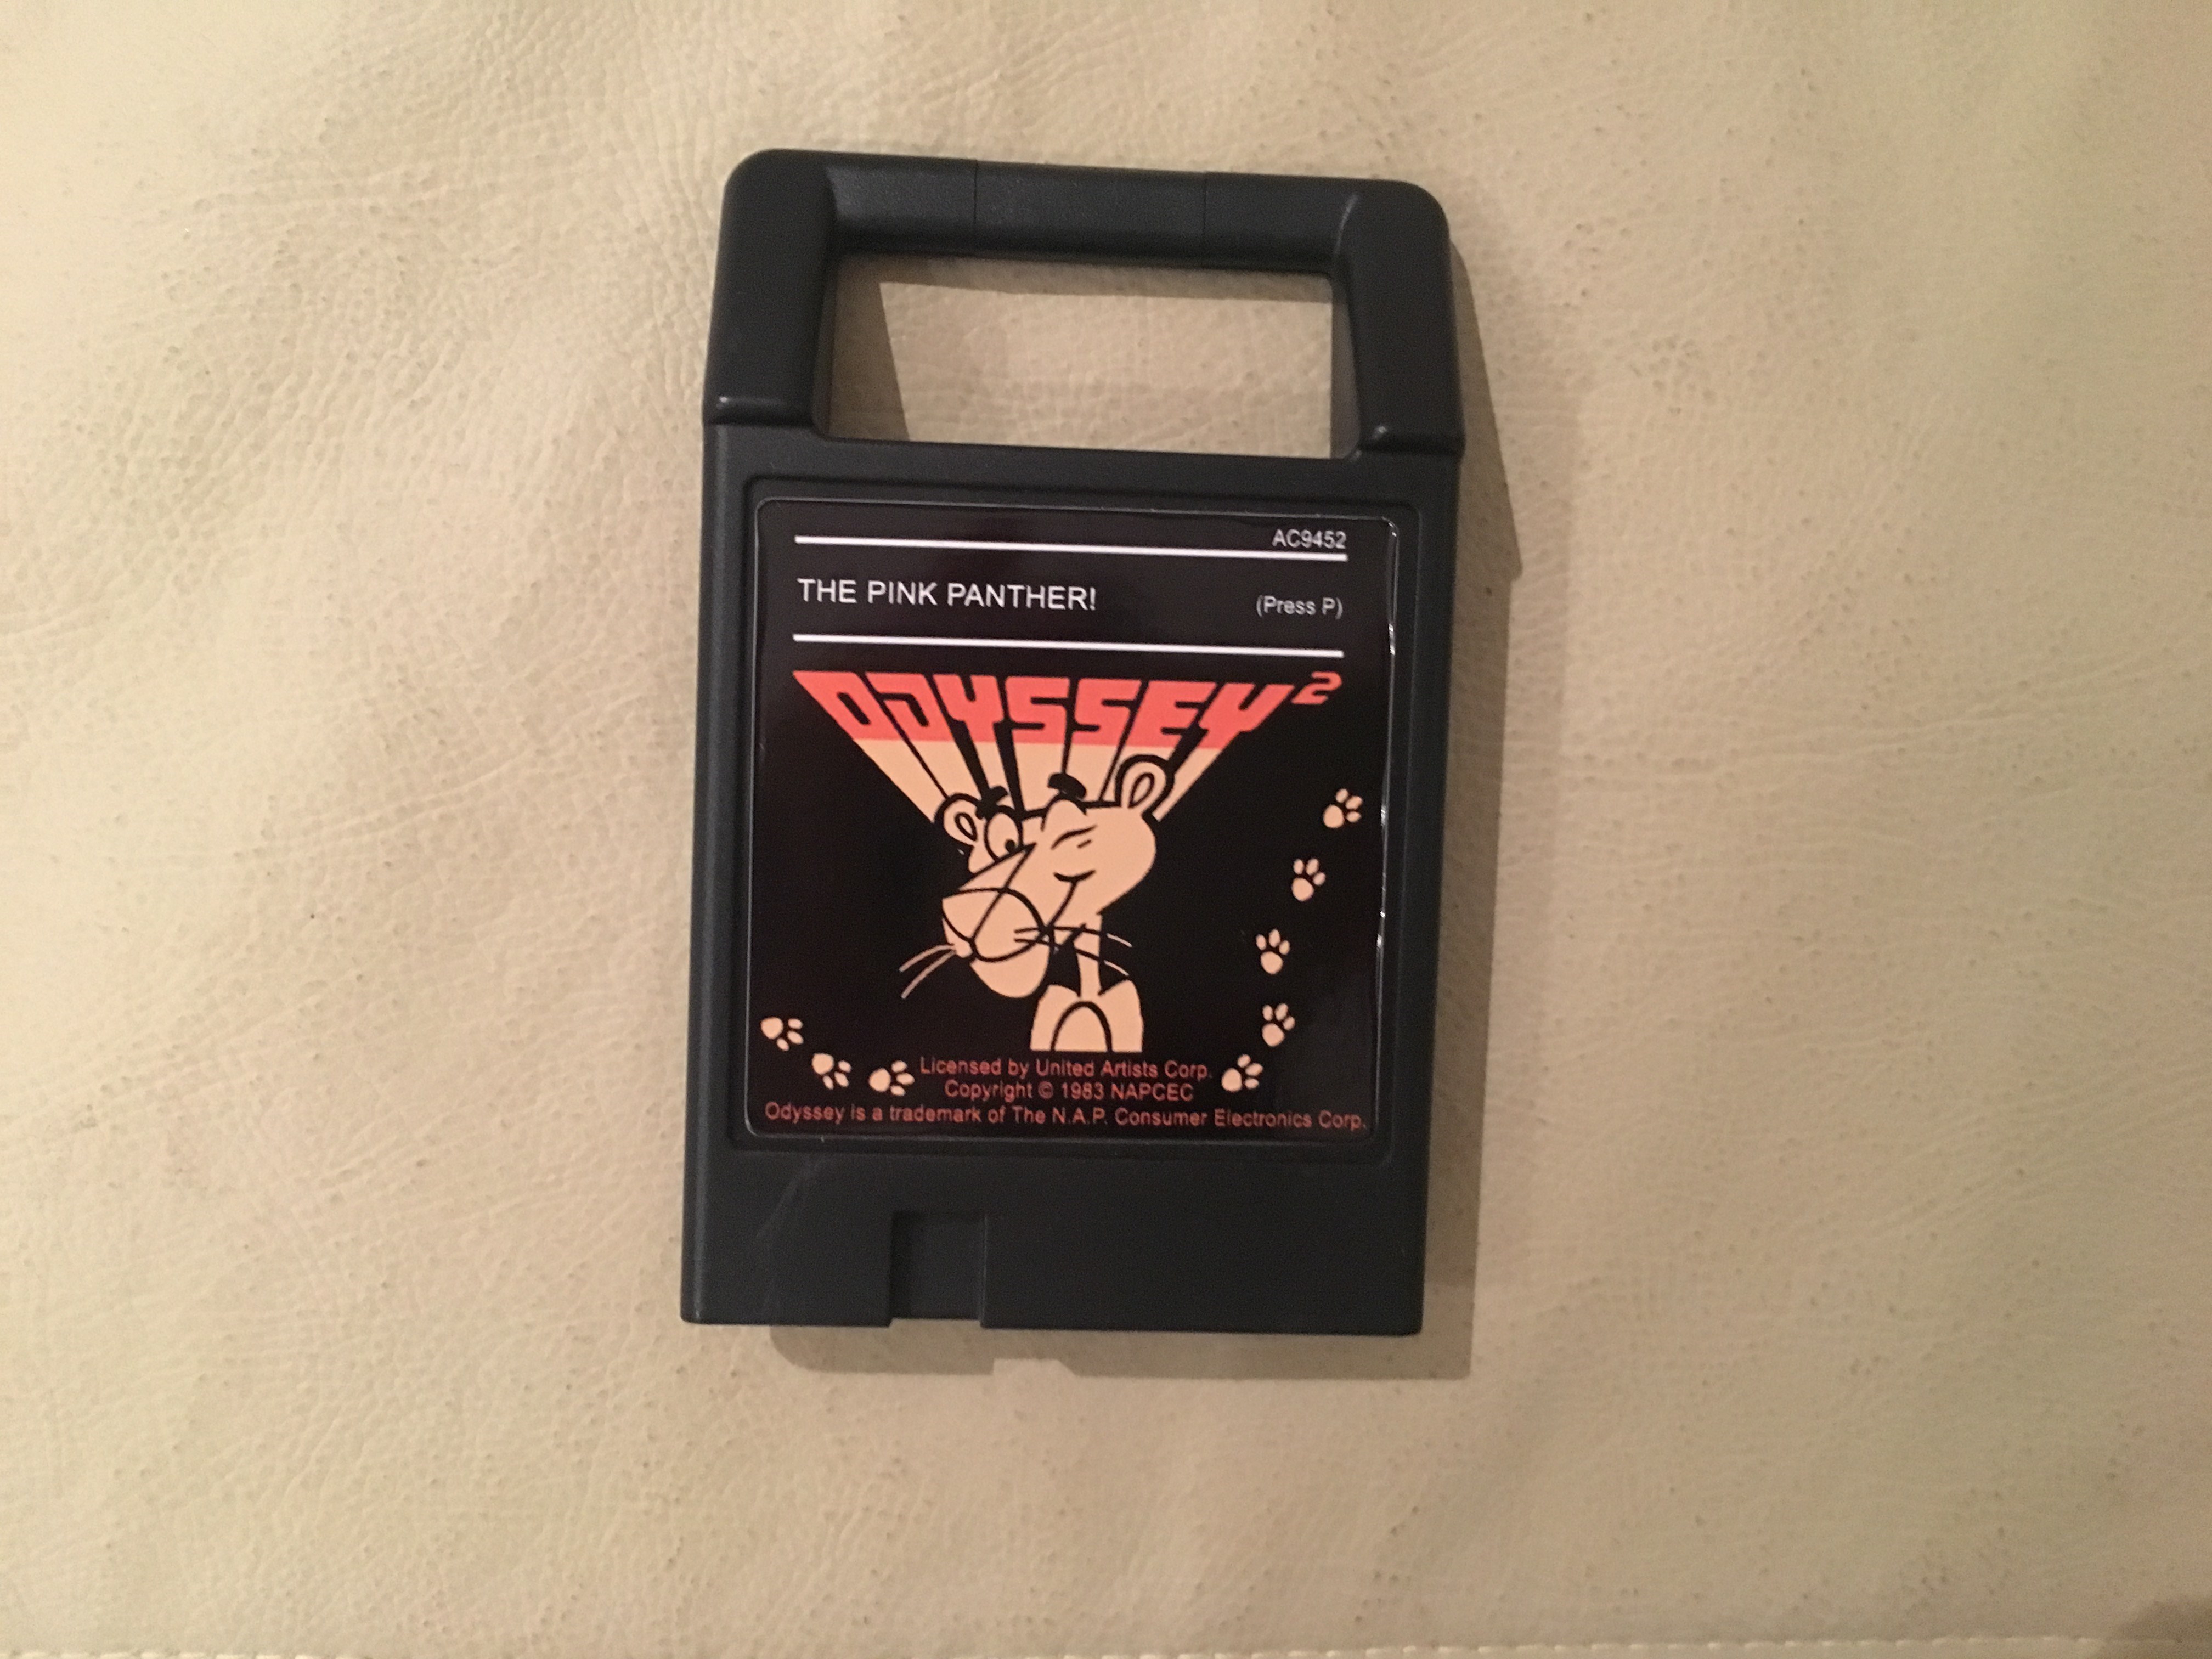 AC9452
THE PINK PANTHER! (Press P)
ODYSSEY²
Licensed by United Artists Corp.
Copyright © 1983 NAPCEC
Odyssey is a trademark of The N.A.P. Consumer Electronics Corp.